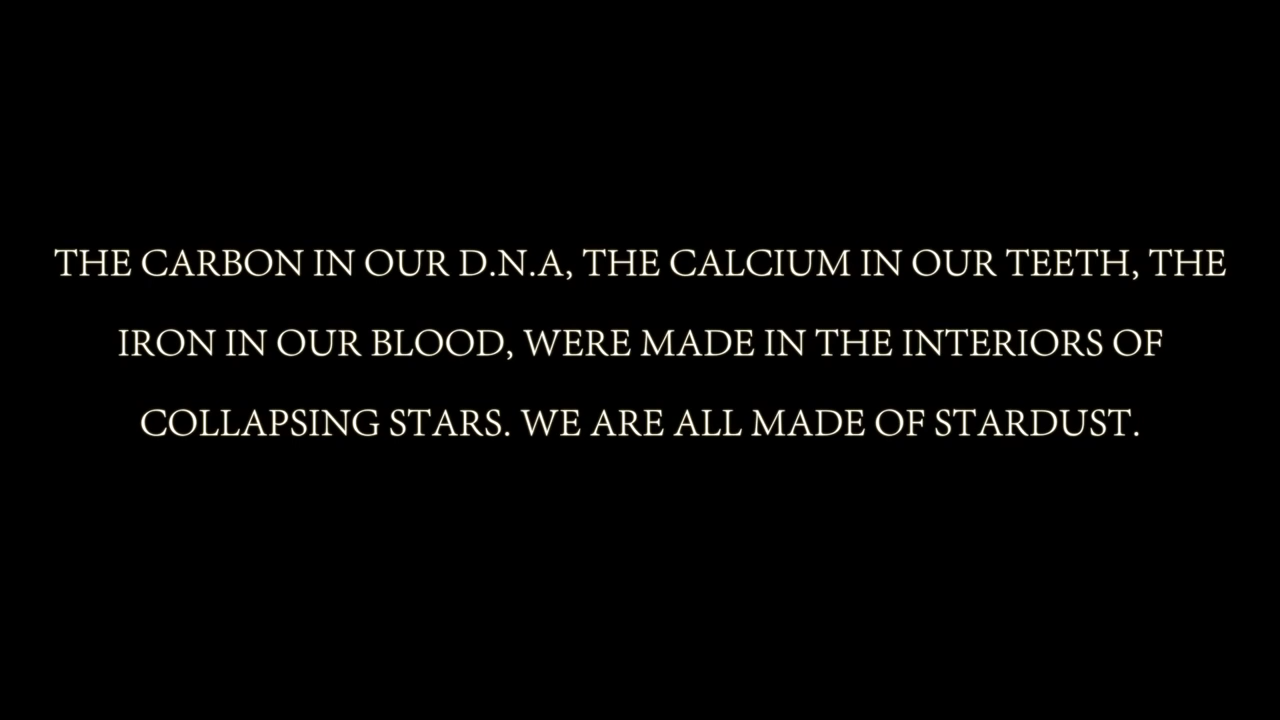 THE CARBON IN OUR D.N.A, THE CALCIUM IN OUR TEETH, THE
IRON IN OUR BLOOD, WERE MADE IN THE INTERIORS OF
COLLAPSING STARS. WE ARE ALL MADE OF STARDUST.